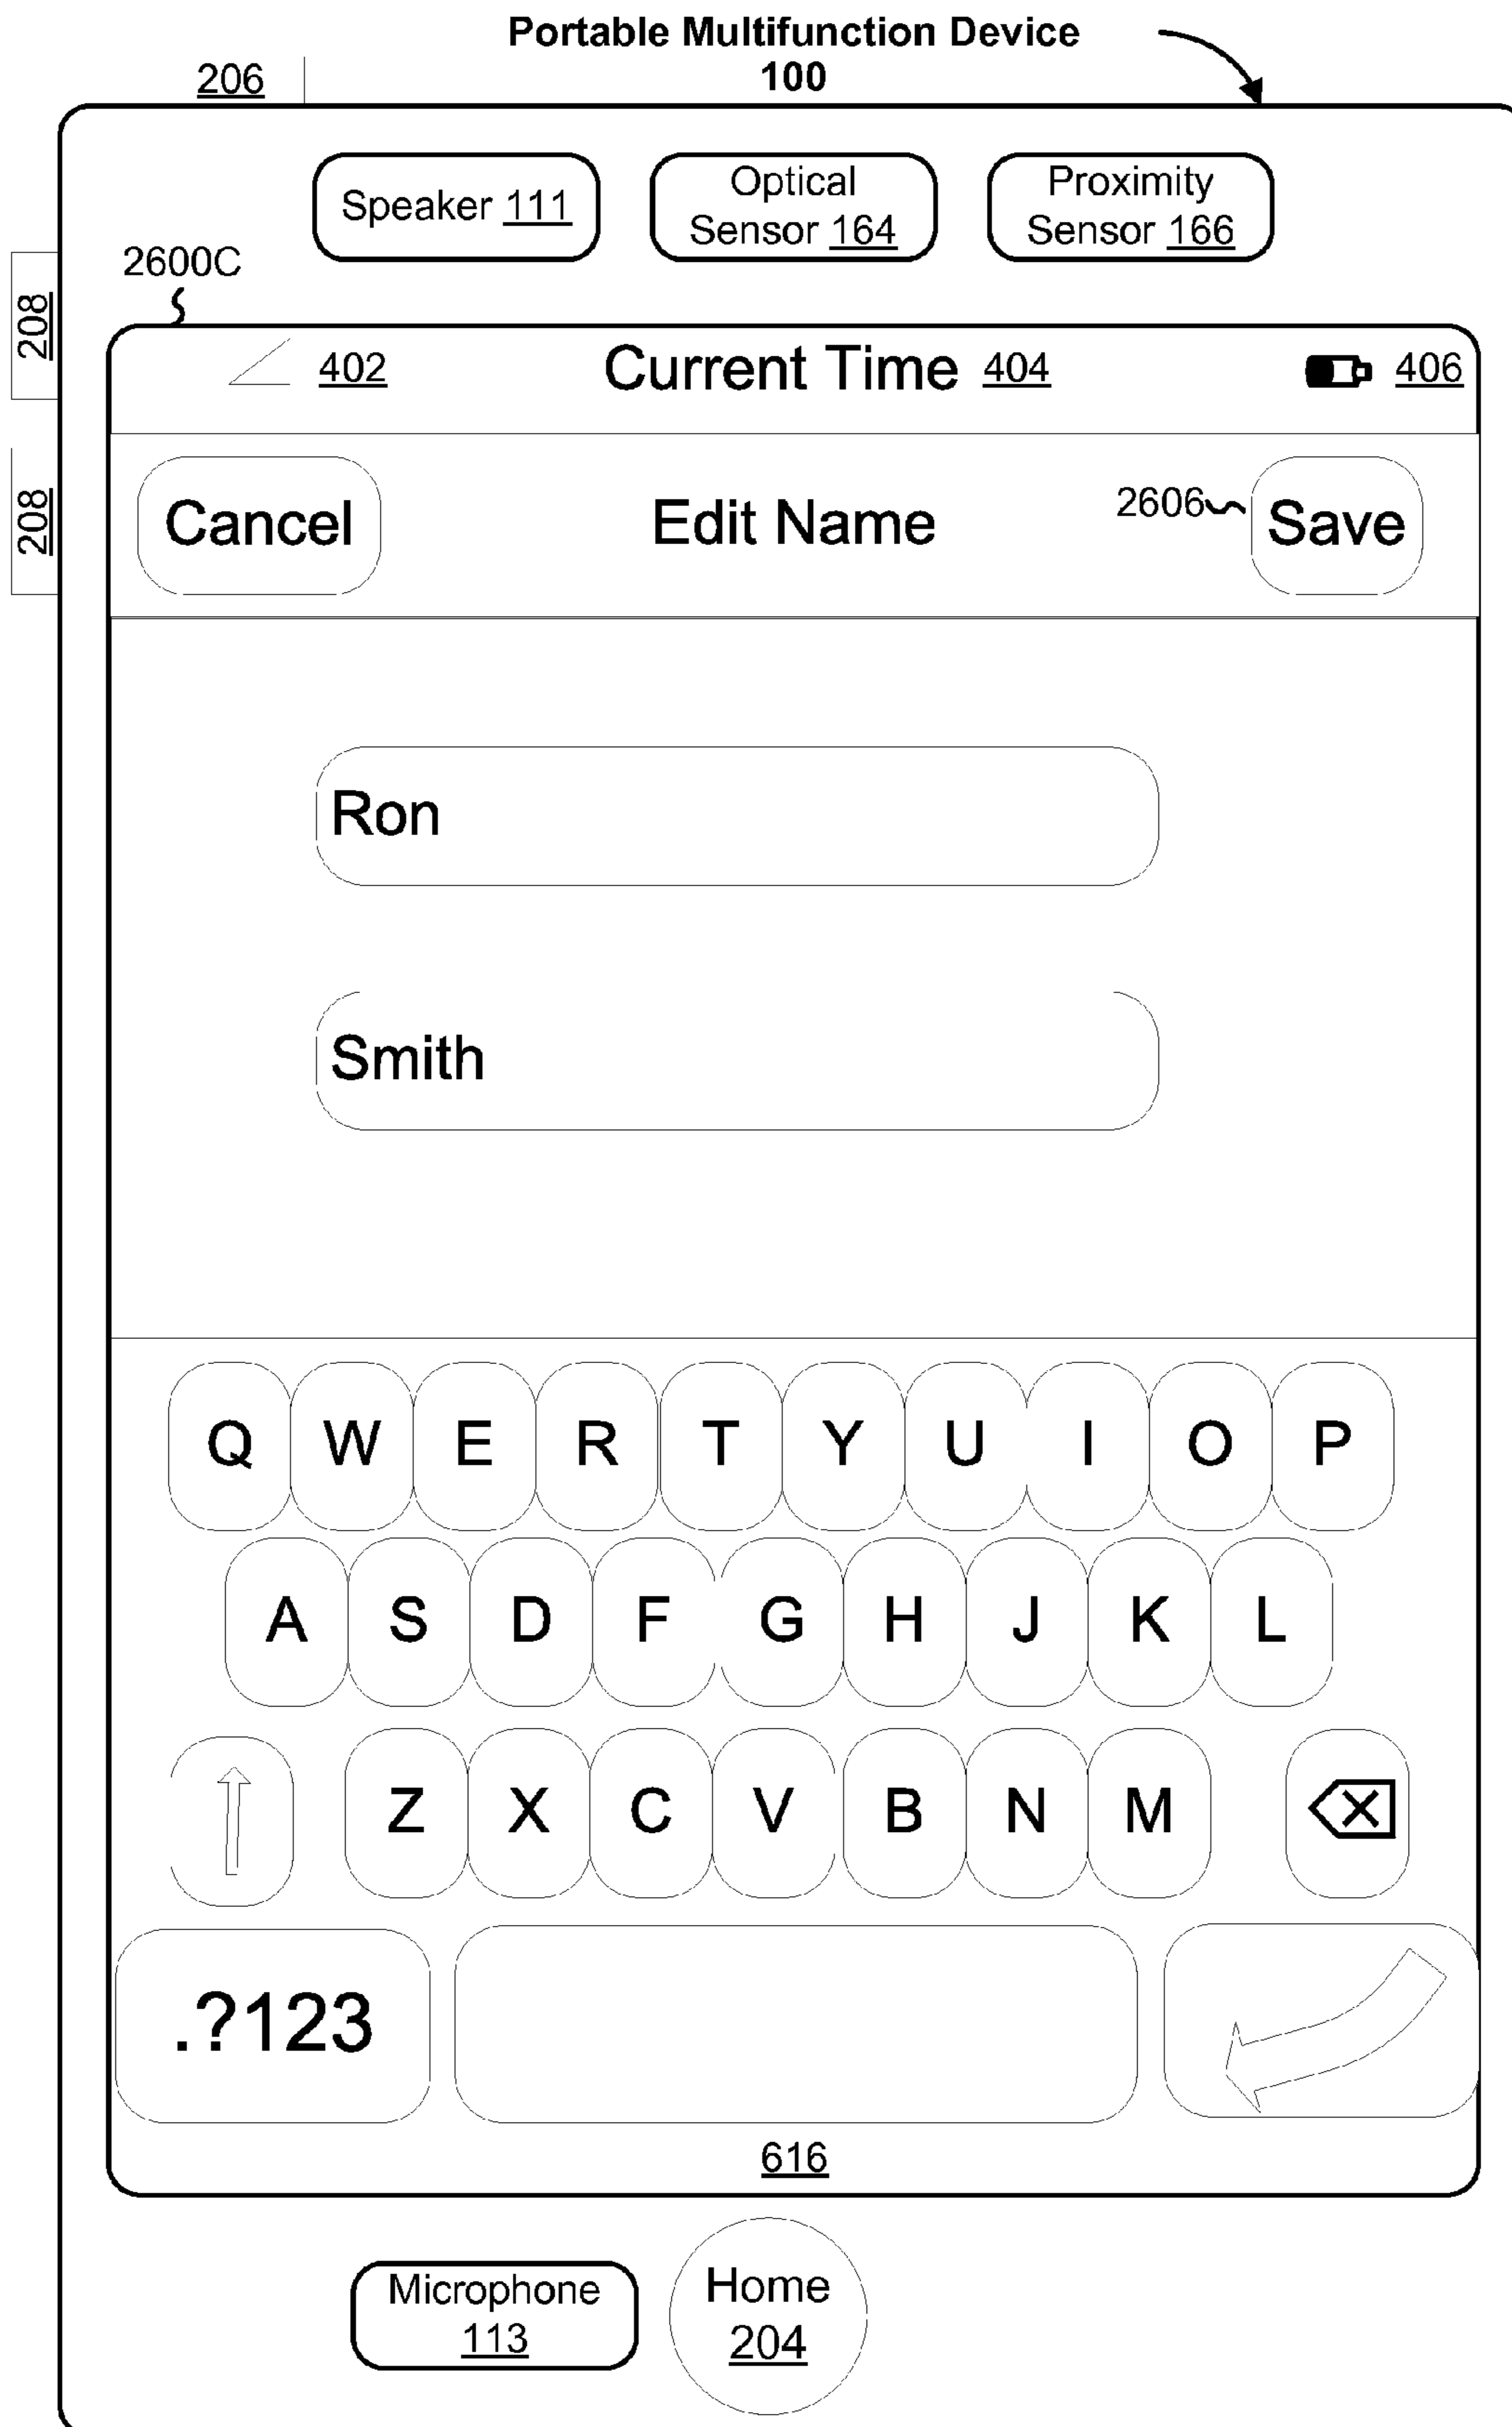 Portable Multifunction Device
100
206
Speaker 111
Optical
Sensor 164
Proximity
Sensor 166
2600C
208
402
Current Time 404
406
208
Cancel
Edit Name
2606
Save
Ron
Smith
Q W E R T Y U I O P
A S D F G H J K L
Z X C V B N M
.?123
616
Microphone
113
Home
204